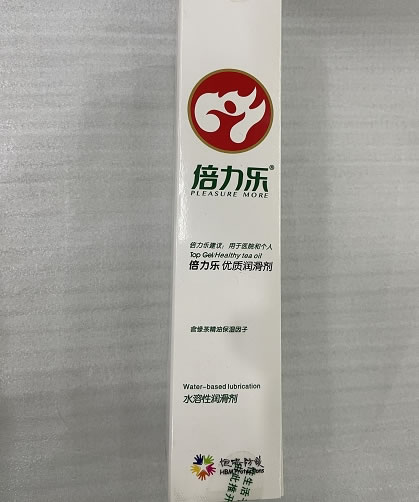 倍力乐®
PLEASURE MORE
倍力乐建议，用于医院和个人
Top Gel Healthy tea oil
倍力乐 优质润滑剂
Water-based lubrication
水溶性润滑剂